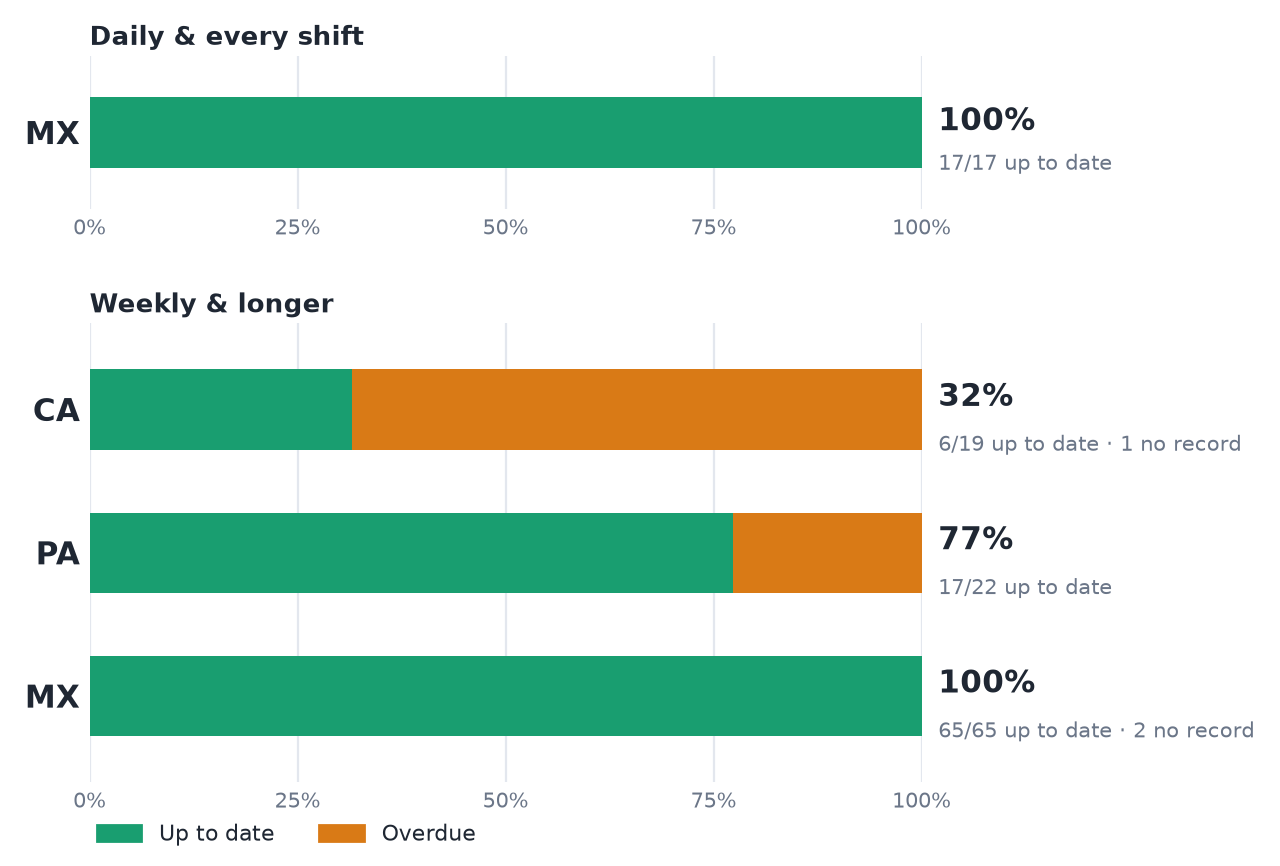 Daily & every shift
MX
100%
17/17 up to date
0% 25% 50% 75% 100%
Weekly & longer
CA
32%
6/19 up to date · 1 no record
PA
77%
17/22 up to date
MX
100%
65/65 up to date · 2 no record
0% 25% 50% 75% 100%
Up to date Overdue